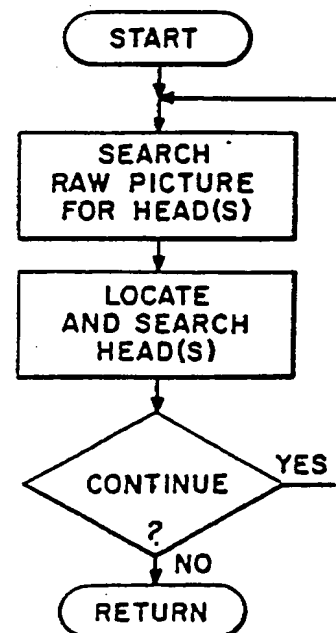 START
SEARCH
RAW PICTURE
FOR HEAD(S)
LOCATE
AND SEARCH
HEAD(S)
CONTINUE
?
YES
NO
RETURN